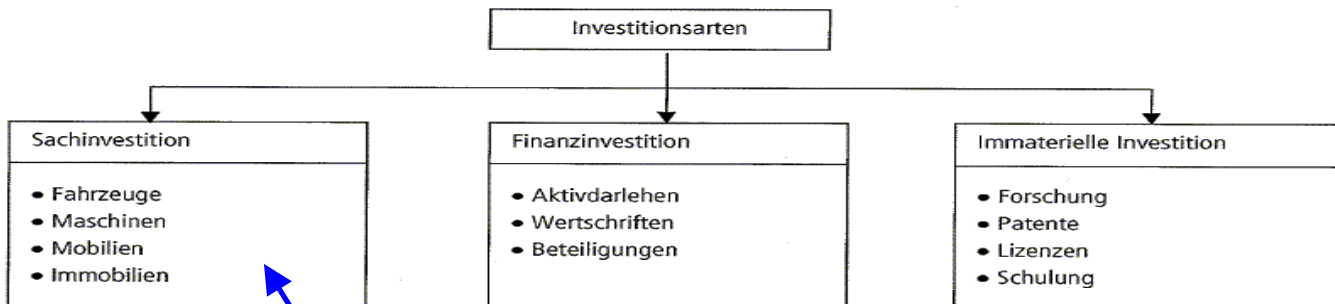 Investitionsarten
Sachinvestition
• Fahrzeuge
• Maschinen
• Mobilien
• Immobilien
Finanzinvestition
• Aktivdarlehen
• Wertschriften
• Beteiligungen
Immaterielle Investition
• Forschung
• Patente
• Lizenzen
• Schulung